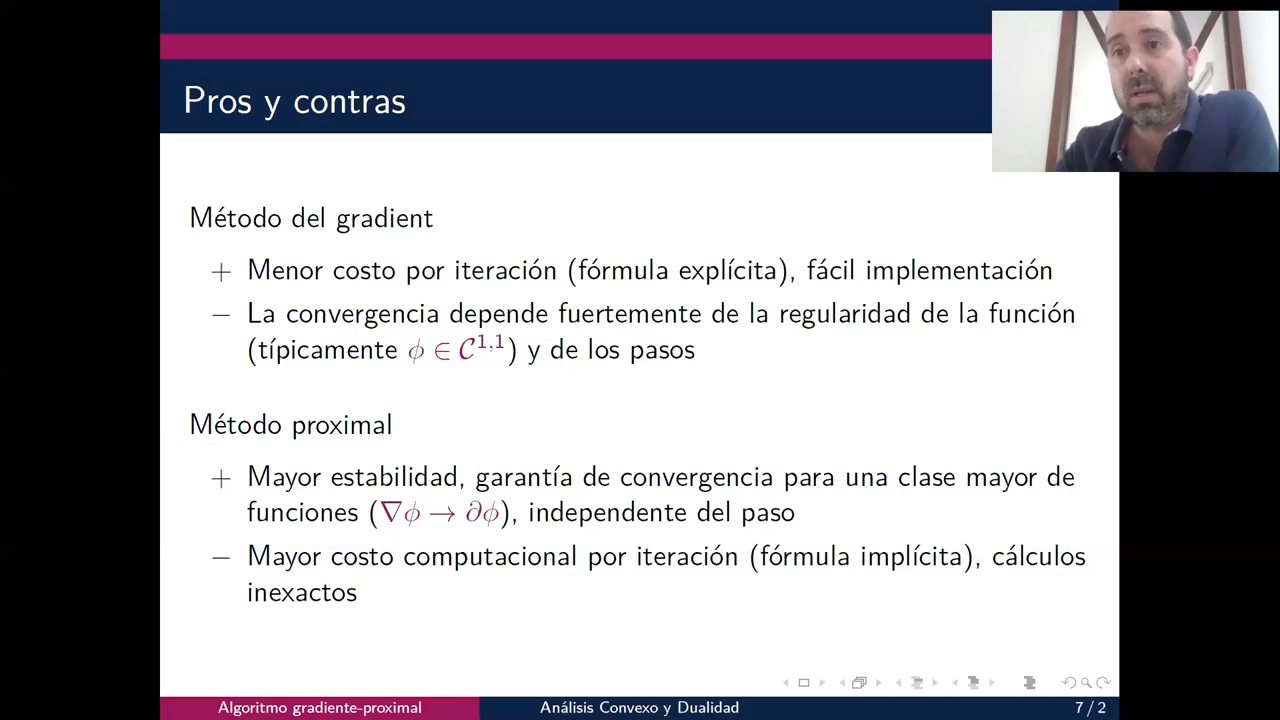 Pros y contras
Método del gradient
+ Menor costo por iteración (fórmula explícita), fácil implementación
− La convergencia depende fuertemente de la regularidad de la función
(típicamente ϕ ∈ 𝒞¹,¹) y de los pasos
Método proximal
+ Mayor estabilidad, garantía de convergencia para una clase mayor de
funciones (∇ϕ → ∂ϕ), independente del paso
− Mayor costo computacional por iteración (fórmula implícita), cálculos
inexactos
Algoritmo gradiente-proximal Análisis Convexo y Dualidad 7 / 2